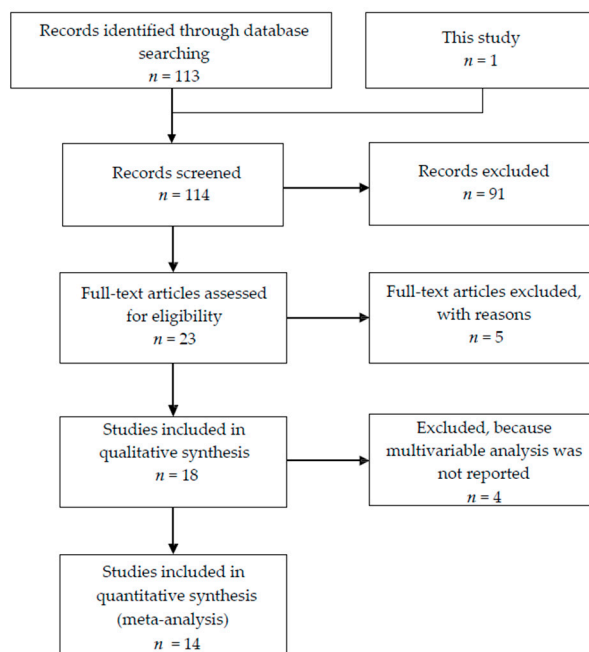 Records identified through database
searching
n = 113
This study
n = 1
Records screened
n = 114
Records excluded
n = 91
Full-text articles assessed
for eligibility
n = 23
Full-text articles excluded,
with reasons
n = 5
Studies included in
qualitative synthesis
n = 18
Excluded, because
multivariable analysis was
not reported
n = 4
Studies included in
quantitative synthesis
(meta-analysis)
n = 14